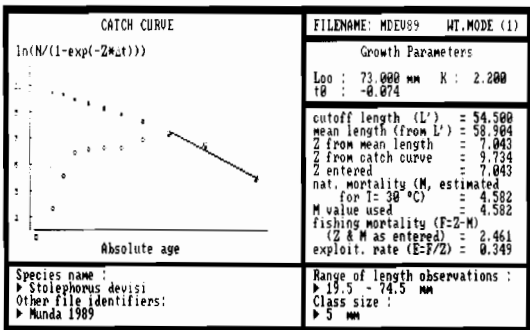 CATCH CURVE
ln(N/(1-exp(-Z*Δt)))
Absolute age
FILENAME: MDEV89 WT.MODE (1)
Growth Parameters
Loo : 73.000 mm K : 2.200
t0 : -0.074
cutoff length (L') = 54.500
mean length (from L') = 58.904
Z from mean length = 7.043
Z from catch curve = 9.734
Z entered = 7.043
nat. mortality (M, estimated
for T= 30 °C) = 4.582
M value used = 4.582
fishing mortality (F=Z-M)
(Z & M as entered) = 2.461
exploit. rate (E=F/Z) = 0.349
Species name :
▶ Stolephorus devisi
Other file identifiers:
▶ Munda 1989
Range of length observations :
▶ 19.5 - 74.5 mm
Class size :
▶ 5 mm